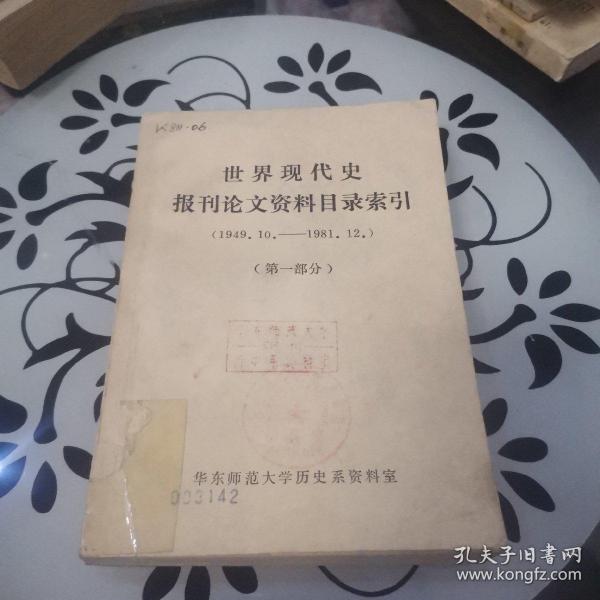 世界现代史
报刊论文资料目录索引
(1949.10.——1981.12.)
(第一部分)
华东师范大学历史系资料室
003142
孔夫子旧书网
www.kongfz.com